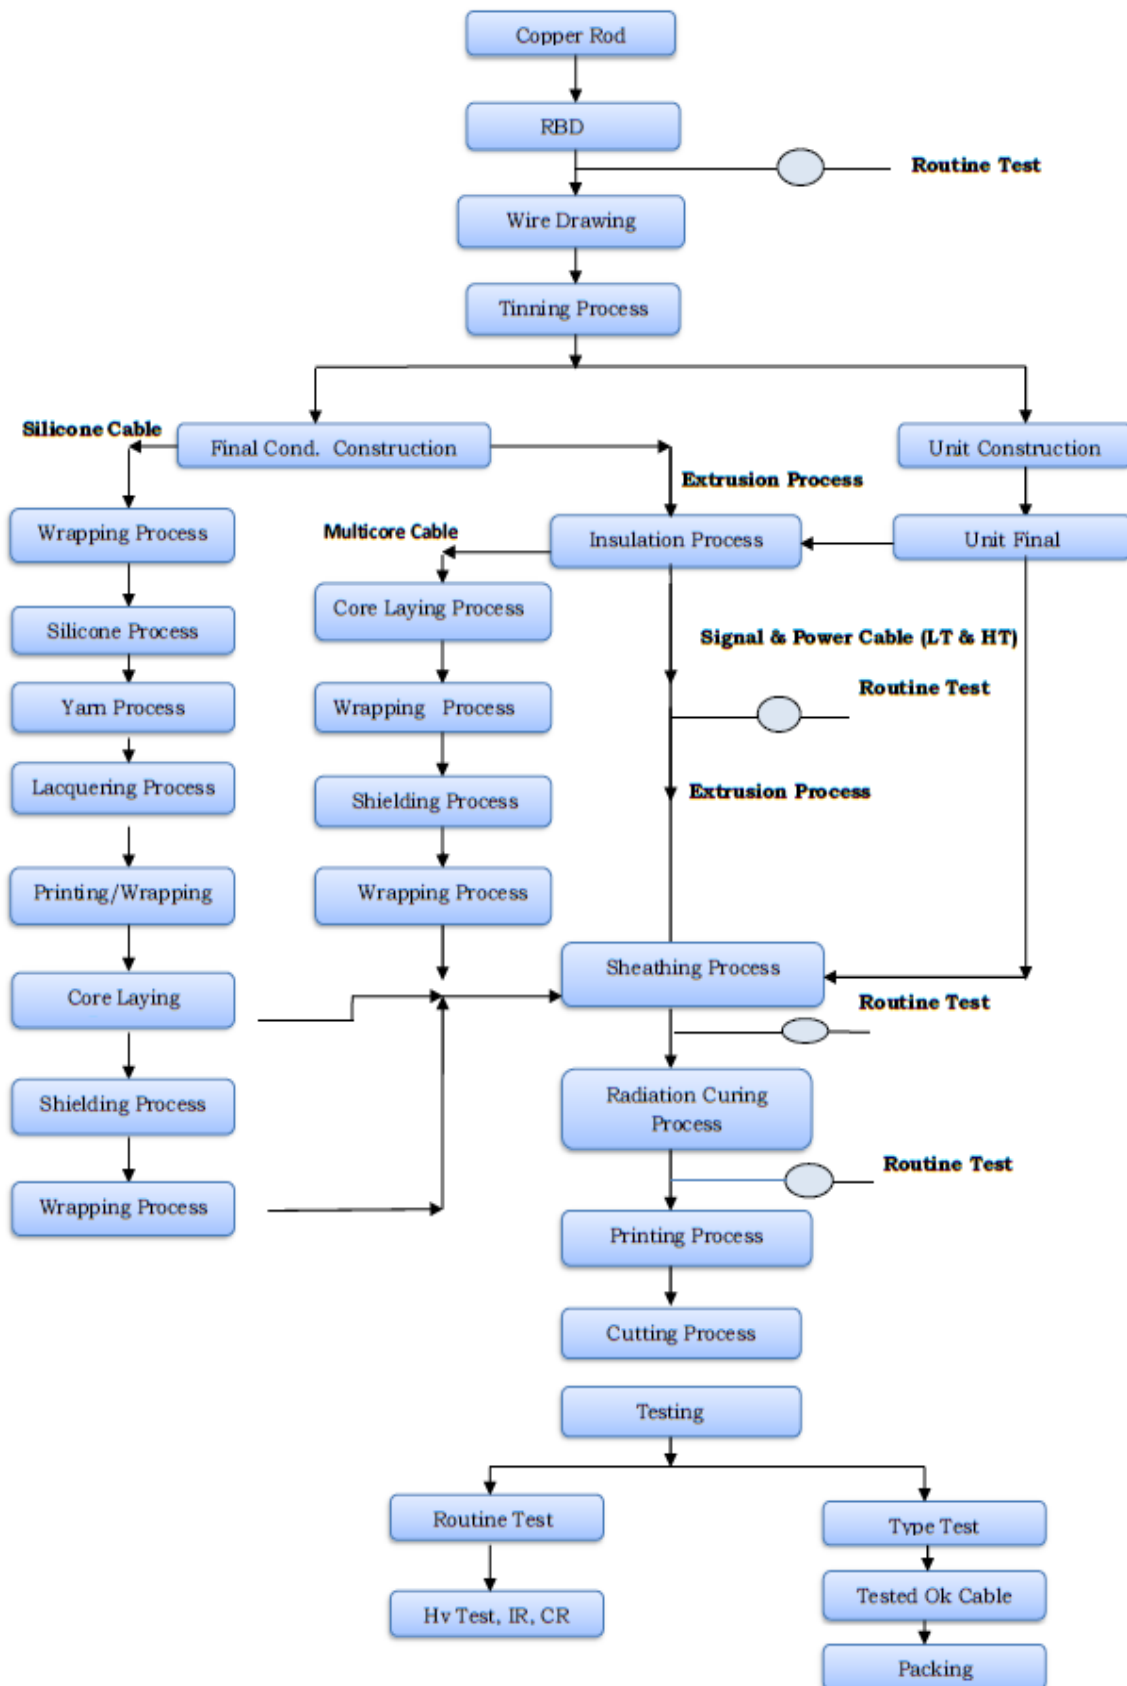 Copper Rod
RBD
Routine Test
Wire Drawing
Tinning Process
Silicone Cable
Final Cond. Construction
Unit Construction
Extrusion Process
Wrapping Process
Multicore Cable
Insulation Process
Unit Final
Core Laying Process
Silicone Process
Signal & Power Cable (LT & HT)
Routine Test
Yarn Process
Wrapping Process
Lacquering Process
Shielding Process
Extrusion Process
Printing/Wrapping
Wrapping Process
Sheathing Process
Core Laying
Routine Test
Shielding Process
Radiation Curing
Process
Routine Test
Wrapping Process
Printing Process
Cutting Process
Testing
Routine Test
Type Test
Tested Ok Cable
Hv Test, IR, CR
Packing